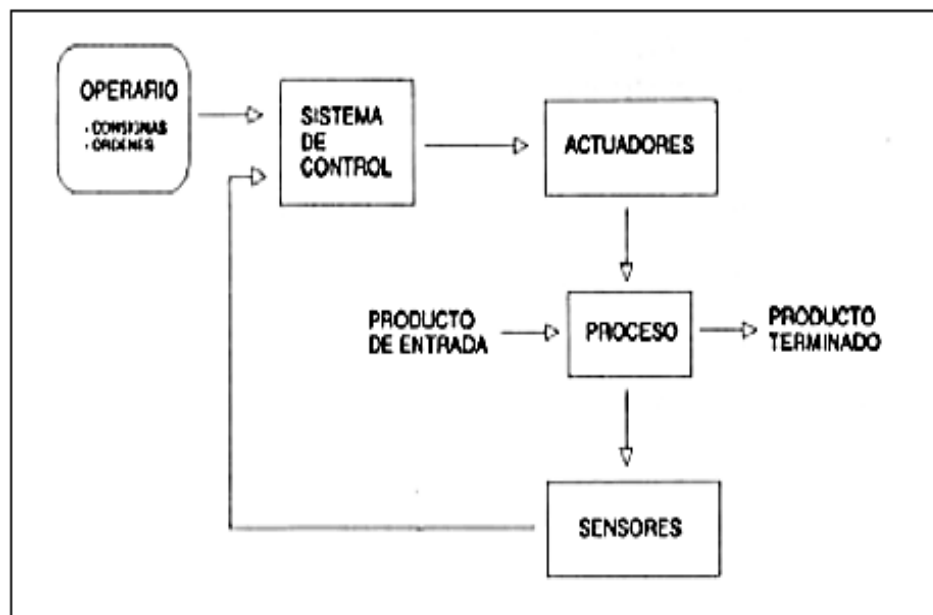 OPERARIO
- CONSIGNAS
- ORDENES
SISTEMA
DE
CONTROL
ACTUADORES
PRODUCTO
DE ENTRADA
PROCESO
PRODUCTO
TERMINADO
SENSORES